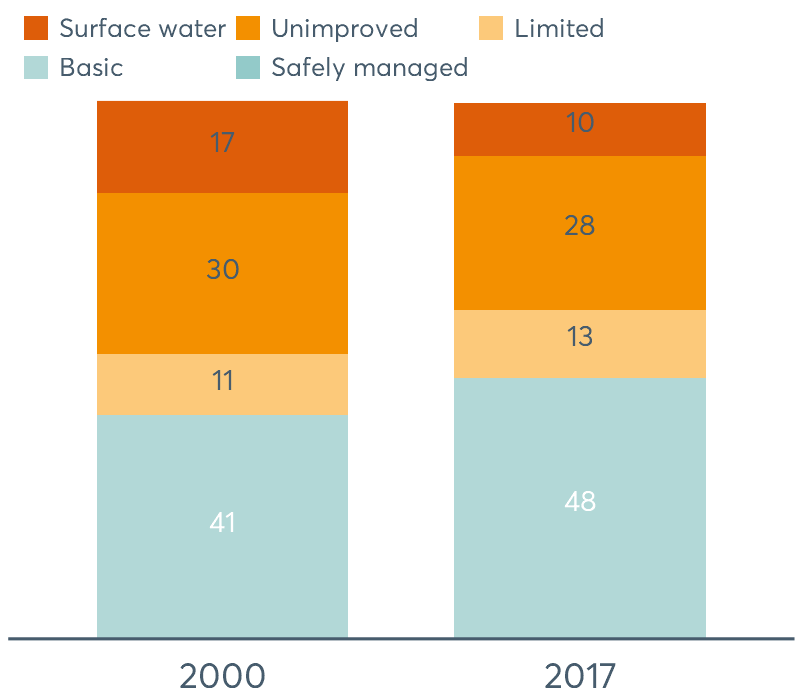 Surface water Unimproved Limited
Basic Safely managed
17 10
30 28
11 13
41 48
2000 2017